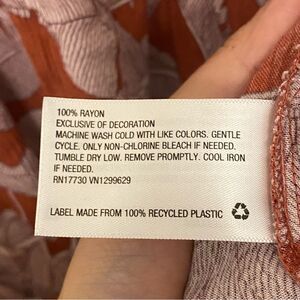 100% RAYON
EXCLUSIVE OF DECORATION
MACHINE WASH COLD WITH LIKE COLORS. GENTLE
CYCLE. ONLY NON-CHLORINE BLEACH IF NEEDED.
TUMBLE DRY LOW. REMOVE PROMPTLY. COOL IRON
IF NEEDED.
RN17730 VN1299629
LABEL MADE FROM 100% RECYCLED PLASTIC